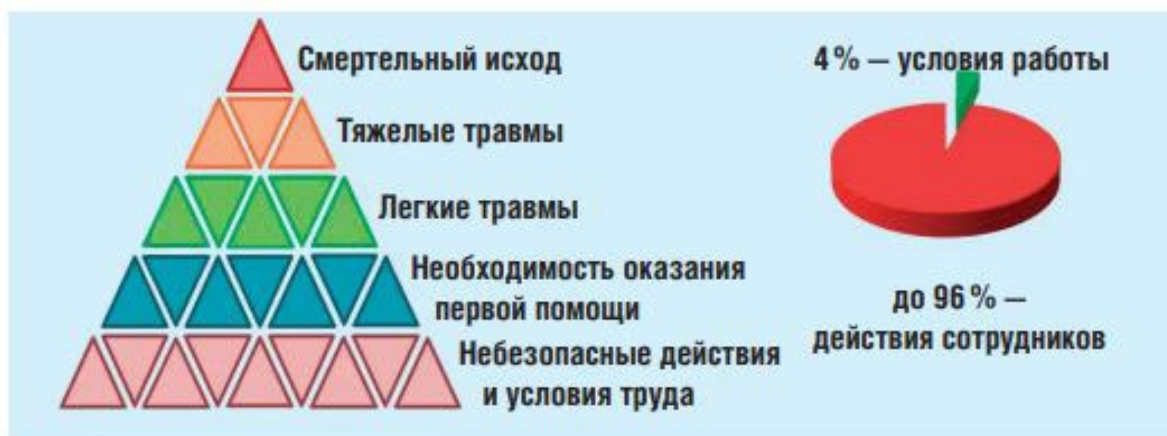 Смертельный исход
Тяжелые травмы
Легкие травмы
Необходимость оказания
первой помощи
Небезопасные действия
и условия труда
4 % — условия работы
до 96 % —
действия сотрудников